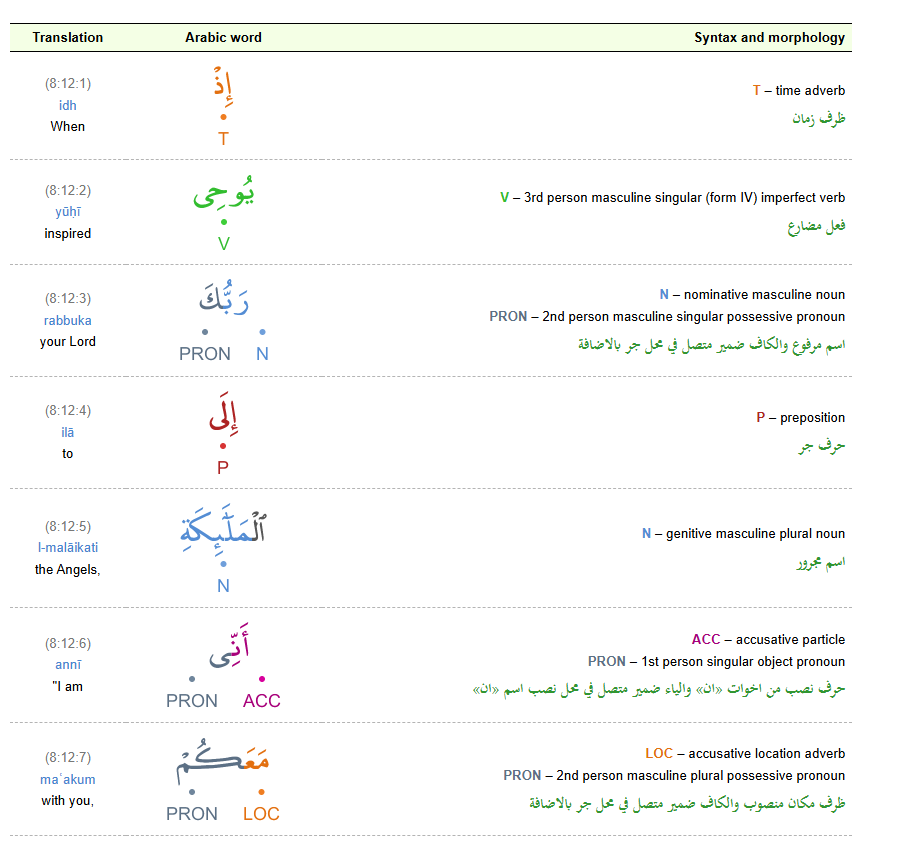 Translation Arabic word Syntax and morphology
(8:12:1)
idh
When
إِذْ
T
T – time adverb
ظرف زمان
(8:12:2)
yūḥī
inspired
يُوحِى
V
V – 3rd person masculine singular (form IV) imperfect verb
فعل مضارع
(8:12:3)
rabbuka
your Lord
رَبُّكَ
PRON N
N – nominative masculine noun
PRON – 2nd person masculine singular possessive pronoun
اسم مرفوع والكاف ضمير متصل في محل جر بالاضافة
(8:12:4)
ilā
to
إِلَى
P
P – preposition
حرف جر
(8:12:5)
l-malāikati
the Angels,
ٱلْمَلَٰٓئِكَةِ
N
N – genitive masculine plural noun
اسم مجرور
(8:12:6)
annī
"I am
أَنِّى
PRON ACC
ACC – accusative particle
PRON – 1st person singular object pronoun
حرف نصب من اخوات «ان» والياء ضمير متصل في محل نصب اسم «ان»
(8:12:7)
maʿakum
with you,
مَعَكُمْ
PRON LOC
LOC – accusative location adverb
PRON – 2nd person masculine plural possessive pronoun
ظرف مكان منصوب والكاف ضمير متصل في محل جر بالاضافة